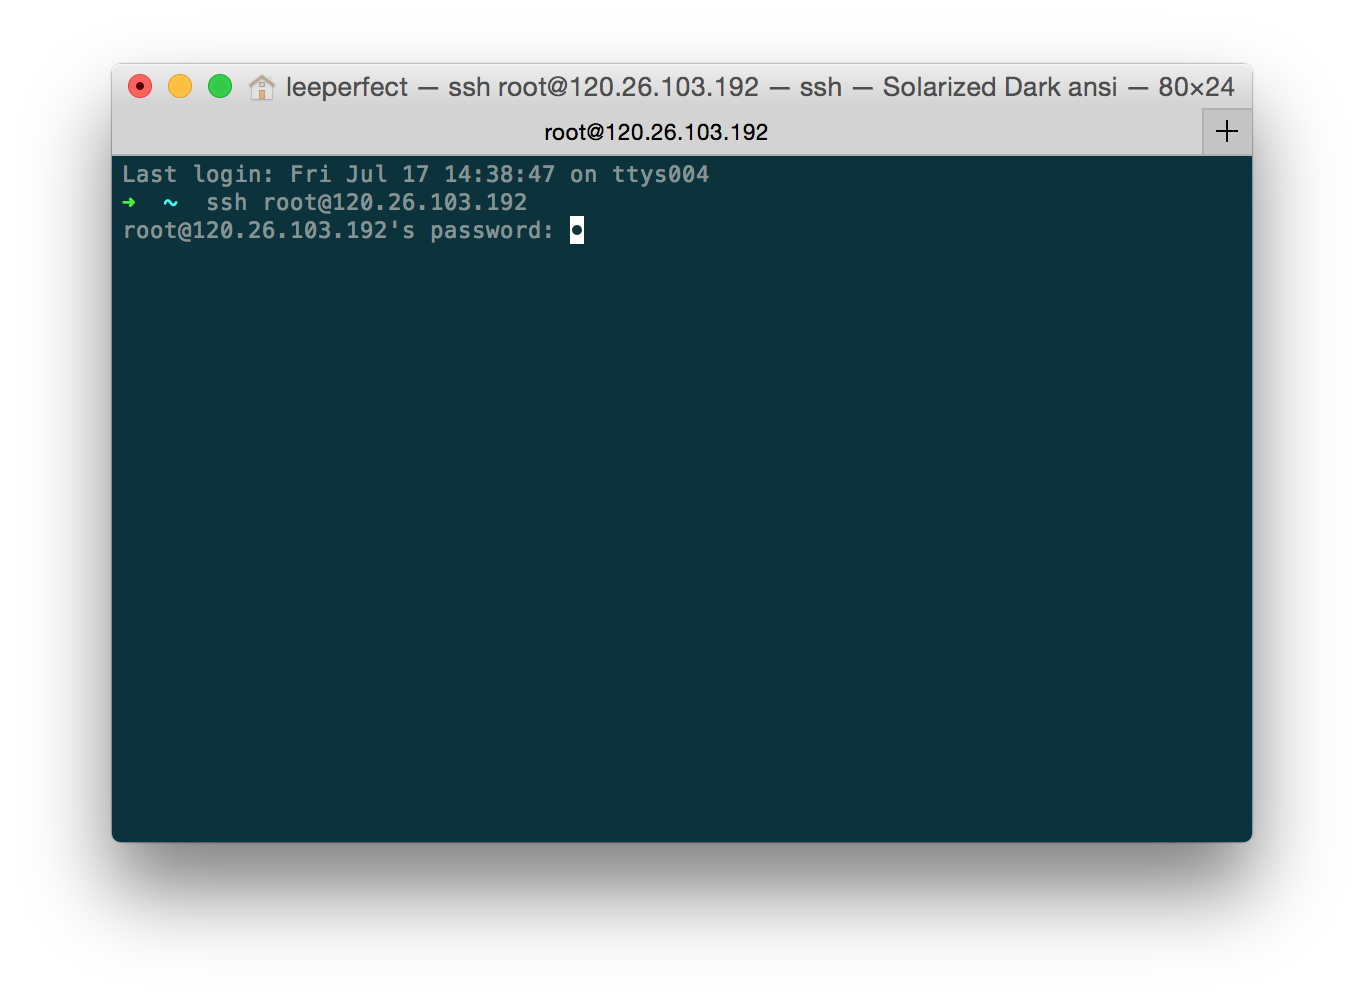 leeperfect — ssh root@120.26.103.192 — ssh — Solarized Dark ansi — 80×24
root@120.26.103.192
Last login: Fri Jul 17 14:38:47 on ttys004
➜ ~ ssh root@120.26.103.192
root@120.26.103.192's password: